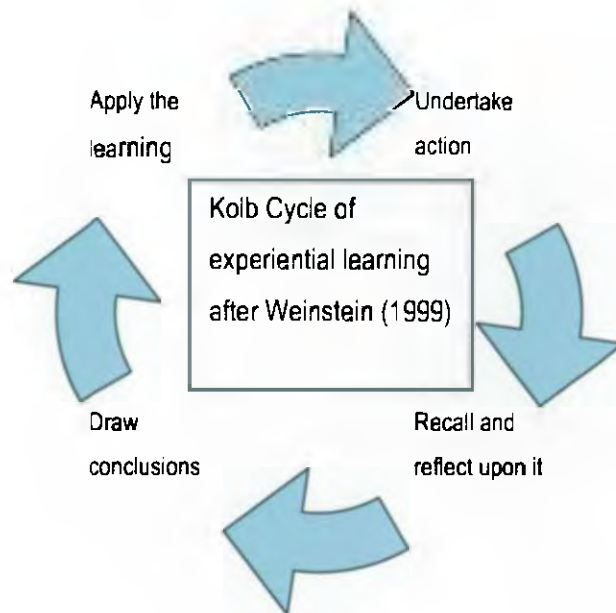 Apply the
learning
Undertake
action
Kolb Cycle of
experiential learning
after Weinstein (1999)
Draw
conclusions
Recall and
reflect upon it